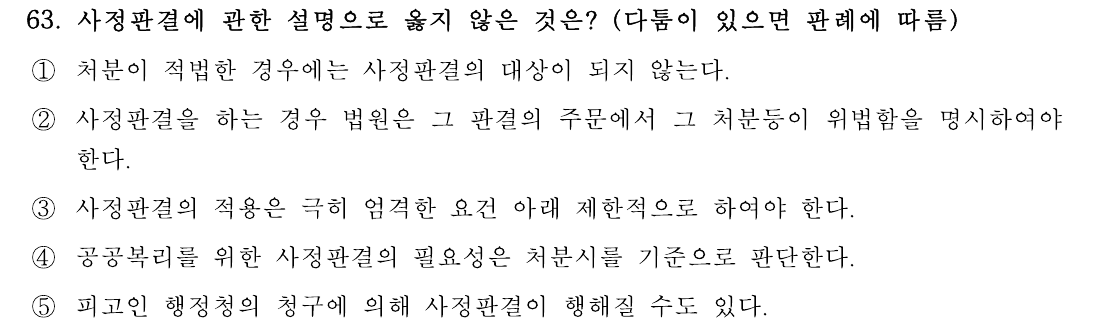 63. 사정판결에 관한 설명으로 옳지 않은 것은? (다툼이 있으면 판례에 따름)
① 처분이 적법한 경우에는 사정판결의 대상이 되지 않는다.
② 사정판결을 하는 경우 법원은 그 판결의 주문에서 그 처분등이 위법함을 명시하여야
한다.
③ 사정판결의 적용은 극히 엄격한 요건 아래 제한적으로 하여야 한다.
④ 공공복리를 위한 사정판결의 필요성은 처분시를 기준으로 판단한다.
⑤ 피고인 행정청의 청구에 의해 사정판결이 행해질 수도 있다.